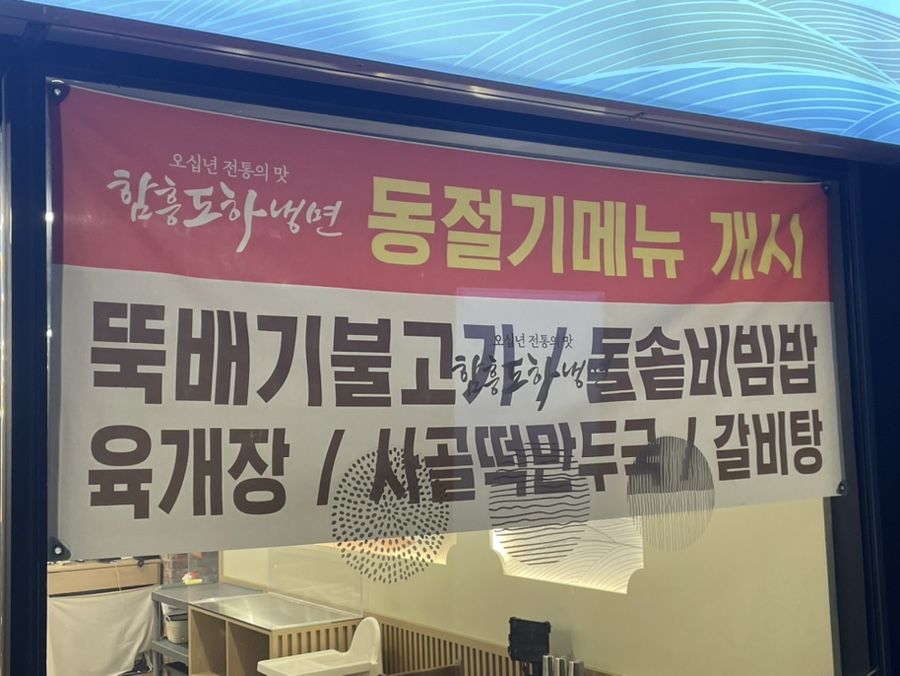 오십년 전통의 맛
함흥도하냉면 동절기메뉴 개시
뚝배기불고기 / 돌솥비빔밥
오십년 전통의 맛
함흥도하냉면
육개장 / 사골떡만두국 / 갈비탕